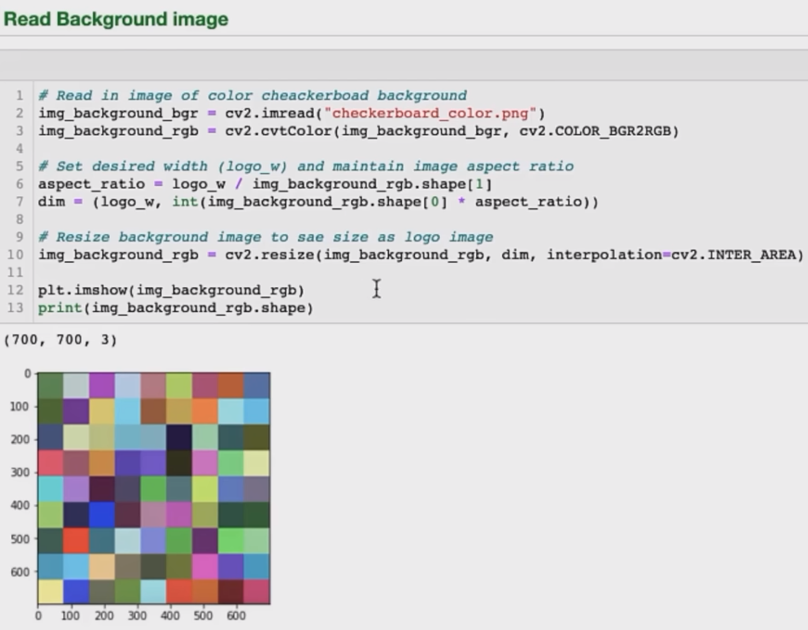 Read Background image
1 # Read in image of color cheackerboad background
2 img_background_bgr = cv2.imread("checkerboard_color.png")
3 img_background_rgb = cv2.cvtColor(img_background_bgr, cv2.COLOR_BGR2RGB)
4
5 # Set desired width (logo_w) and maintain image aspect ratio
6 aspect_ratio = logo_w / img_background_rgb.shape[1]
7 dim = (logo_w, int(img_background_rgb.shape[0] * aspect_ratio))
8
9 # Resize background image to sae size as logo image
10 img_background_rgb = cv2.resize(img_background_rgb, dim, interpolation=cv2.INTER_AREA)
11
12 plt.imshow(img_background_rgb)
13 print(img_background_rgb.shape)
(700, 700, 3)
0
100
200
300
400
500
600
0 100 200 300 400 500 600